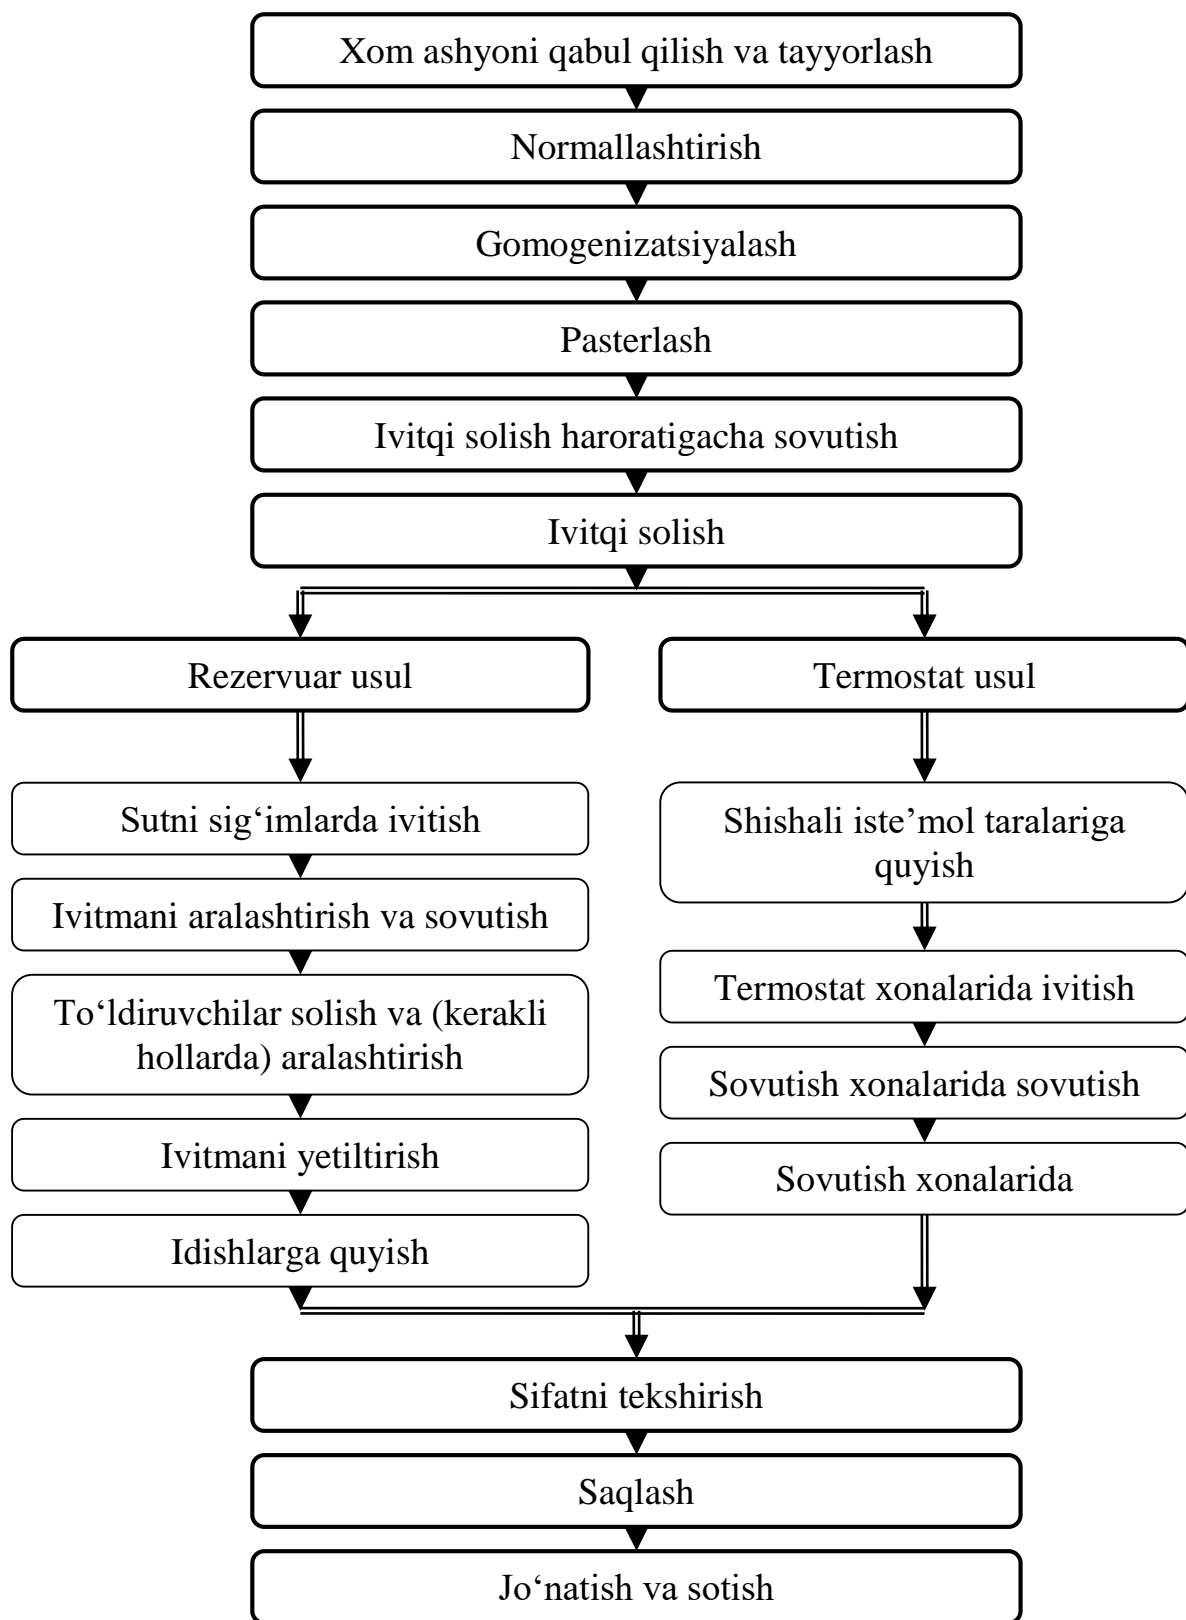 Xom ashyoni qabul qilish va tayyorlash
Normallashtirish
Gomogenizatsiyalash
Pasterlash
Ivitqi solish haroratigacha sovutish
Ivitqi solish
Rezervuar usul
Sutni sig‘imlarda ivitish
Ivitmani aralashtirish va sovutish
To‘ldiruvchilar solish va (kerakli
hollarda) aralashtirish
Ivitmani yetiltirish
Idishlarga quyish
Termostat usul
Shishali iste’mol taralariga
quyish
Termostat xonalarida ivitish
Sovutish xonalarida sovutish
Sovutish xonalarida
Sifatni tekshirish
Saqlash
Jo‘natish va sotish